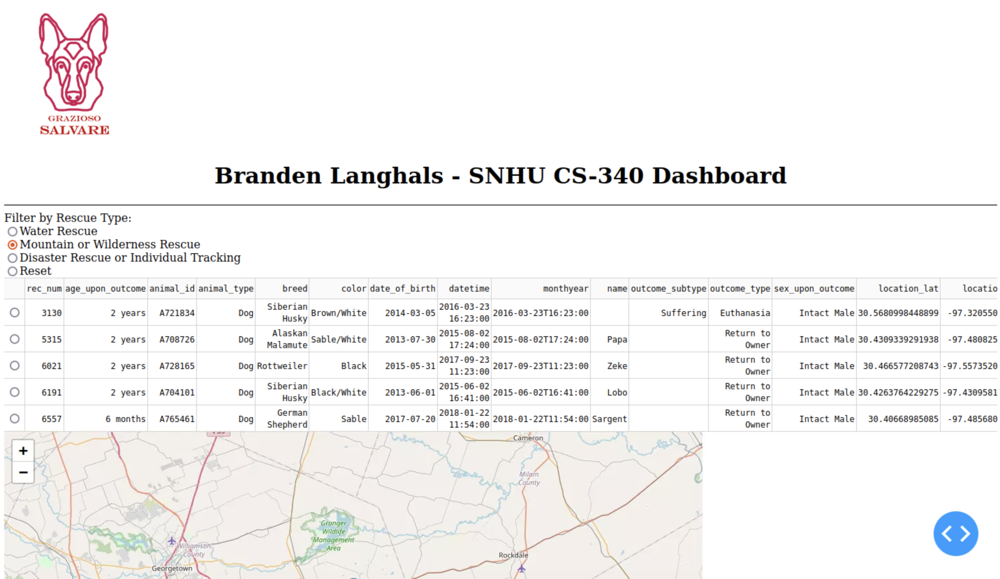 GRAZIOSO
SALVARE
Branden Langhals - SNHU CS-340 Dashboard
Filter by Rescue Type:
Water Rescue
Mountain or Wilderness Rescue
Disaster Rescue or Individual Tracking
Reset
rec_num age_upon_outcome animal_id animal_type breed color date_of_birth datetime monthyear name outcome_subtype outcome_type sex_upon_outcome location_lat locatio
3130 2 years A721834 Dog Siberian Husky Brown/White 2014-03-05 2016-03-23 16:23:00 2016-03-23T16:23:00 Suffering Euthanasia Intact Male 30.5680998448899 -97.320550
5315 2 years A708726 Dog Alaskan Malamute Sable/White 2013-07-30 2015-08-02 17:24:00 2015-08-02T17:24:00 Papa Return to Owner Intact Male 30.4309339291938 -97.480825
6021 2 years A728165 Dog Rottweiler Black 2015-05-31 2017-09-23 11:23:00 2017-09-23T11:23:00 Zeke Return to Owner Intact Male 30.466577208743 -97.5573520
6191 2 years A704101 Dog Siberian Husky Black/White 2013-06-01 2015-06-02 16:41:00 2015-06-02T16:41:00 Lobo Return to Owner Intact Male 30.4263764229275 -97.4309581
6557 6 months A765461 Dog German Shepherd Sable 2017-07-20 2018-01-22 11:54:00 2018-01-22T11:54:00 Sargent Return to Owner Intact Male 30.40668985085 -97.485680
+
−
Cameron
Milam
County
Granger
Wildlife
Management
Area
Williamson
County
Rockdale
Georgetown